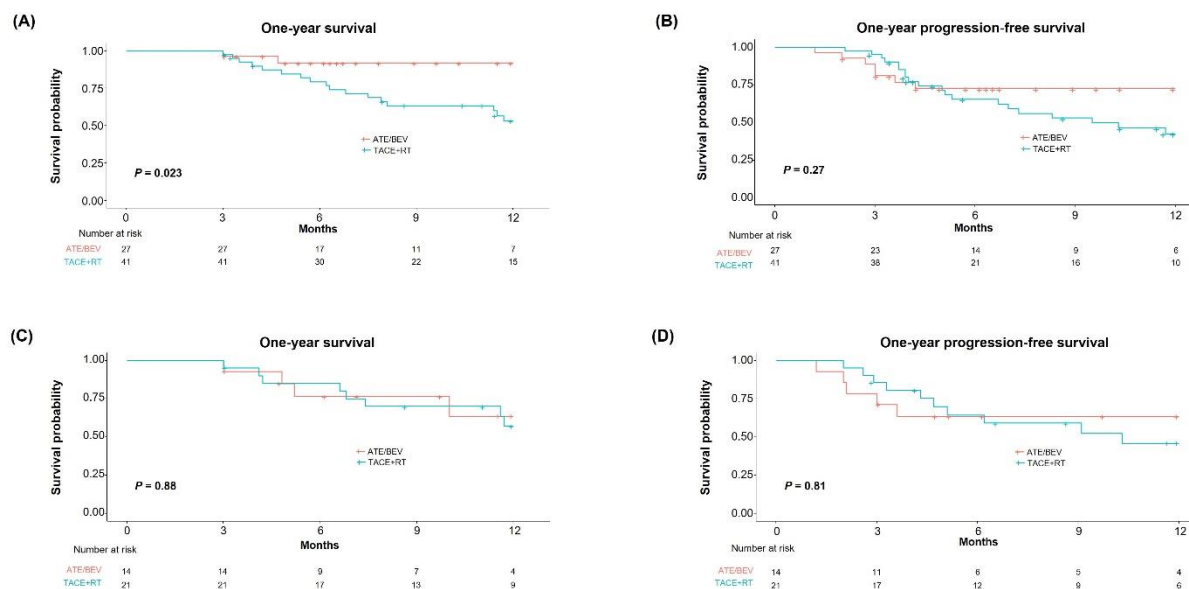 (A)
One-year survival
Survival probability
1.00
0.75
0.50
0.25
0.00
ATE/BEV
TACE+RT
P = 0.023
0 3 6 9 12
Months
Number at risk
ATE/BEV 27 27 17 11 7
TACE+RT 41 41 30 22 15
(B)
One-year progression-free survival
Survival probability
1.00
0.75
0.50
0.25
0.00
ATE/BEV
TACE+RT
P = 0.27
0 3 6 9 12
Months
Number at risk
ATE/BEV 27 23 14 9 6
TACE+RT 41 38 21 16 10
(C)
One-year survival
Survival probability
1.00
0.75
0.50
0.25
0.00
ATE/BEV
TACE+RT
P = 0.88
0 3 6 9 12
Months
Number at risk
ATE/BEV 14 14 9 7 4
TACE+RT 21 21 17 13 9
(D)
One-year progression-free survival
Survival probability
1.00
0.75
0.50
0.25
0.00
ATE/BEV
TACE+RT
P = 0.81
0 3 6 9 12
Months
Number at risk
ATE/BEV 14 11 6 5 4
TACE+RT 21 17 12 9 6